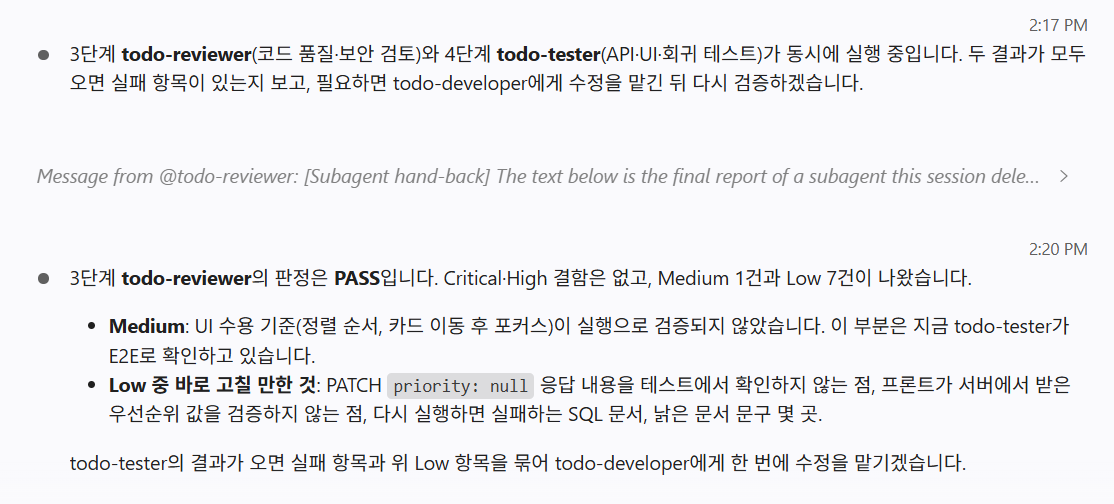 2:17 PM
3단계 todo-reviewer(코드 품질·보안 검토)와 4단계 todo-tester(API·UI·회귀 테스트)가 동시에 실행 중입니다. 두 결과가 모두
오면 실패 항목이 있는지 보고, 필요하면 todo-developer에게 수정을 맡긴 뒤 다시 검증하겠습니다.
Message from @todo-reviewer: [Subagent hand-back] The text below is the final report of a subagent this session dele...
2:20 PM
3단계 todo-reviewer의 판정은 PASS입니다. Critical·High 결함은 없고, Medium 1건과 Low 7건이 나왔습니다.
Medium: UI 수용 기준(정렬 순서, 카드 이동 후 포커스)이 실행으로 검증되지 않았습니다. 이 부분은 지금 todo-tester가
E2E로 확인하고 있습니다.
Low 중 바로 고칠 만한 것: PATCH priority: null 응답 내용을 테스트에서 확인하지 않는 점, 프론트가 서버에서 받은
우선순위 값을 검증하지 않는 점, 다시 실행하면 실패하는 SQL 문서, 낡은 문서 문구 몇 곳.
todo-tester의 결과가 오면 실패 항목과 위 Low 항목을 묶어 todo-developer에게 한 번에 수정을 맡기겠습니다.